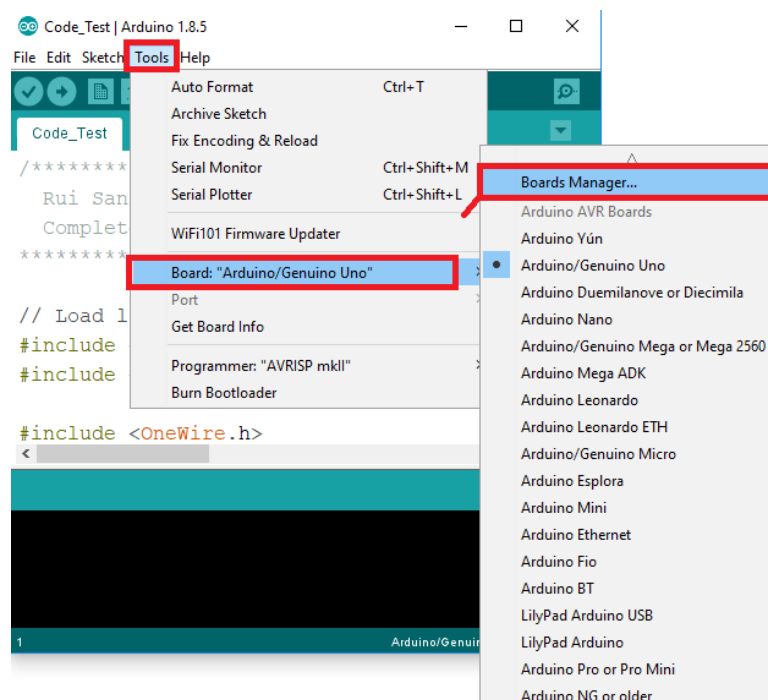 Code_Test | Arduino 1.8.5
File Edit Sketch Tools Help
Code_Test
/********
Rui San
Complet
*********
// Load l
#include
#include
#include <OneWire.h>
Auto Format Ctrl+T
Archive Sketch
Fix Encoding & Reload
Serial Monitor Ctrl+Shift+M
Serial Plotter Ctrl+Shift+L
WiFi101 Firmware Updater
Board: "Arduino/Genuino Uno"
Port
Get Board Info
Programmer: "AVRISP mkII"
Burn Bootloader
Boards Manager...
Arduino AVR Boards
Arduino Yún
Arduino/Genuino Uno
Arduino Duemilanove or Diecimila
Arduino Nano
Arduino/Genuino Mega or Mega 2560
Arduino Mega ADK
Arduino Leonardo
Arduino Leonardo ETH
Arduino/Genuino Micro
Arduino Esplora
Arduino Mini
Arduino Ethernet
Arduino Fio
Arduino BT
LilyPad Arduino USB
LilyPad Arduino
Arduino Pro or Pro Mini
Arduino NG or older
1 Arduino/Genuin